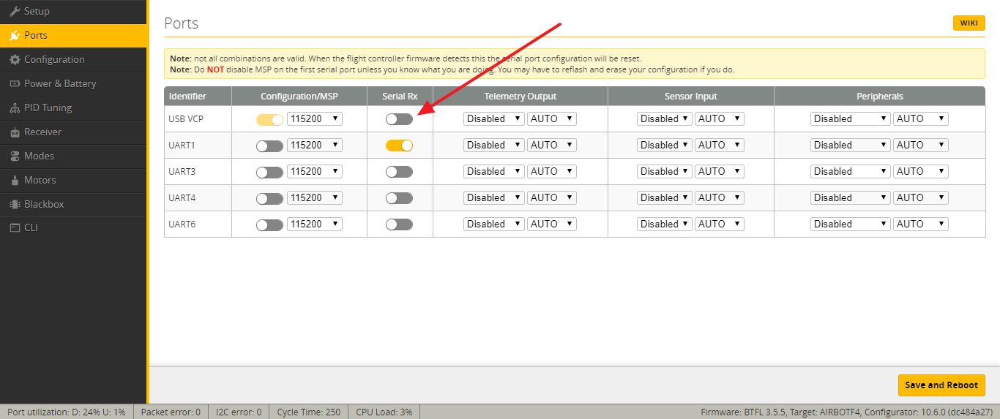 Setup
Ports
Configuration
Power & Battery
PID Tuning
Receiver
Modes
Motors
Blackbox
CLI
Ports
WIKI
Note: not all combinations are valid. When the flight controller firmware detects this the serial port configuration will be reset.
Note: Do NOT disable MSP on the first serial port unless you know what you are doing. You may have to reflash and erase your configuration if you do.
Identifier Configuration/MSP Serial Rx Telemetry Output Sensor Input Peripherals
USB VCP 115200 Disabled AUTO Disabled AUTO Disabled AUTO
UART1 115200 Disabled AUTO Disabled AUTO Disabled AUTO
UART3 115200 Disabled AUTO Disabled AUTO Disabled AUTO
UART4 115200 Disabled AUTO Disabled AUTO Disabled AUTO
UART6 115200 Disabled AUTO Disabled AUTO Disabled AUTO
Save and Reboot
Port utilization: D: 24% U: 1% Packet error: 0 I2C error: 0 Cycle Time: 250 CPU Load: 3% Firmware: BTFL 3.5.5, Target: AIRBOTF4, Configurator: 10.6.0 (dc484a27)